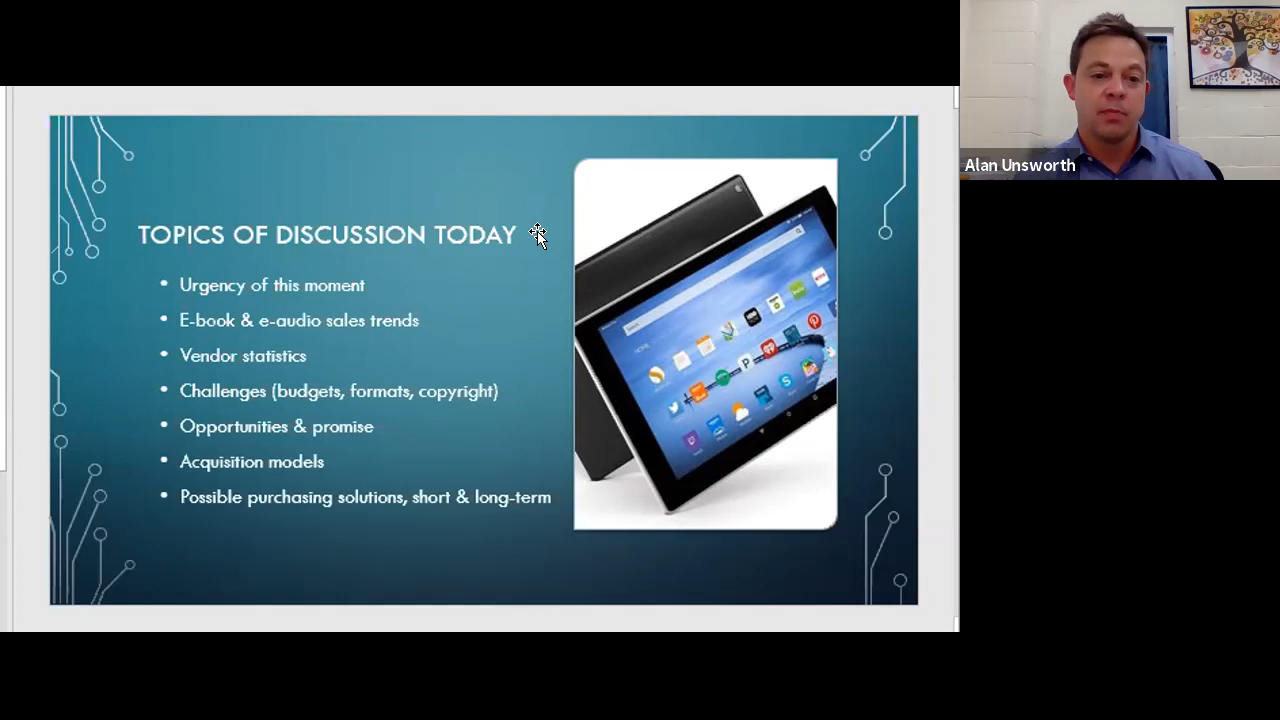 TOPICS OF DISCUSSION TODAY
• Urgency of this moment
• E-book & e-audio sales trends
• Vendor statistics
• Challenges (budgets, formats, copyright)
• Opportunities & promise
• Acquisition models
• Possible purchasing solutions, short & long-term
Alan Unsworth